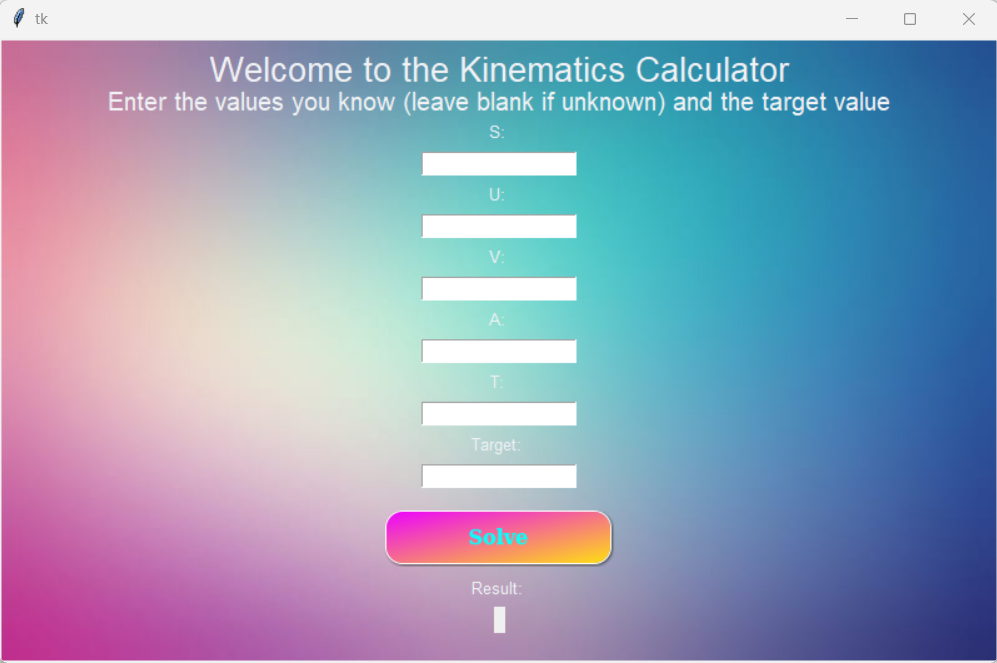 tk
Welcome to the Kinematics Calculator
Enter the values you know (leave blank if unknown) and the target value
S:
U:
V:
A:
T:
Target:
Solve
Result: